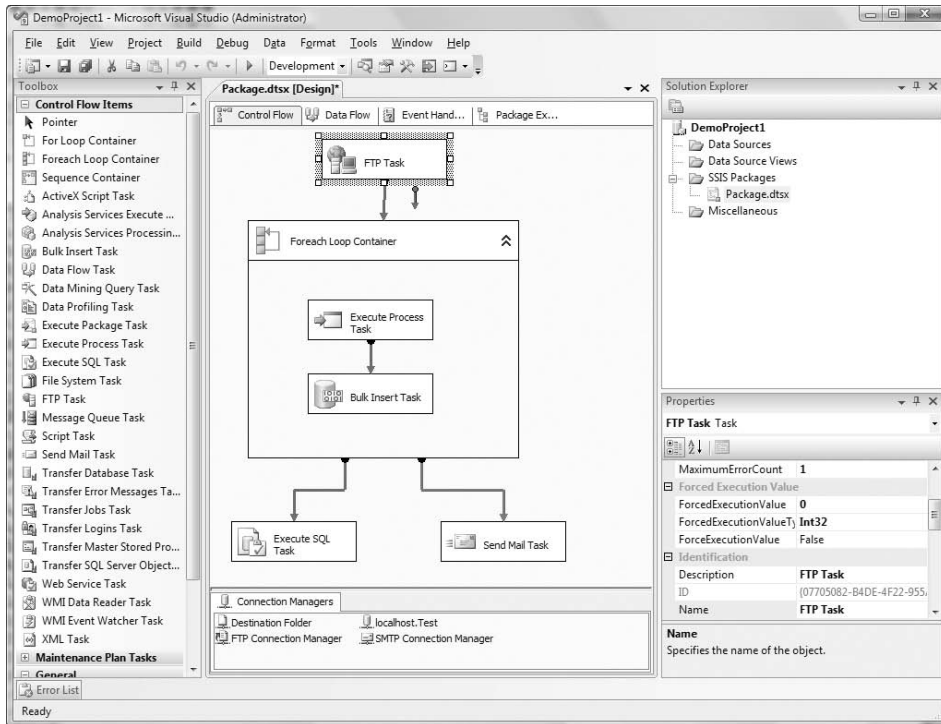 DemoProject1 - Microsoft Visual Studio (Administrator)
File Edit View Project Build Debug Data Format Tools Window Help
Development
Toolbox
Control Flow Items
Pointer
For Loop Container
Foreach Loop Container
Sequence Container
ActiveX Script Task
Analysis Services Execute ...
Analysis Services Processin...
Bulk Insert Task
Data Flow Task
Data Mining Query Task
Data Profiling Task
Execute Package Task
Execute Process Task
Execute SQL Task
File System Task
FTP Task
Message Queue Task
Script Task
Send Mail Task
Transfer Database Task
Transfer Error Messages Ta...
Transfer Jobs Task
Transfer Logins Task
Transfer Master Stored Pro...
Transfer SQL Server Object...
Web Service Task
WMI Data Reader Task
WMI Event Watcher Task
XML Task
Maintenance Plan Tasks
General
Package.dtsx [Design]*
Control Flow Data Flow Event Hand... Package Ex...
FTP Task
Foreach Loop Container
Execute Process
Task
Bulk Insert Task
Execute SQL
Task
Send Mail Task
Connection Managers
Destination Folder localhost.Test
FTP Connection Manager SMTP Connection Manager
Solution Explorer
DemoProject1
Data Sources
Data Source Views
SSIS Packages
Package.dtsx
Miscellaneous
Properties
FTP Task Task
MaximumErrorCount 1
Forced Execution Value
ForcedExecutionValue 0
ForcedExecutionValueTy Int32
ForceExecutionValue False
Identification
Description FTP Task
ID {07705082-B4DE-4F22-955
Name FTP Task
Name
Specifies the name of the object.
Error List
Ready